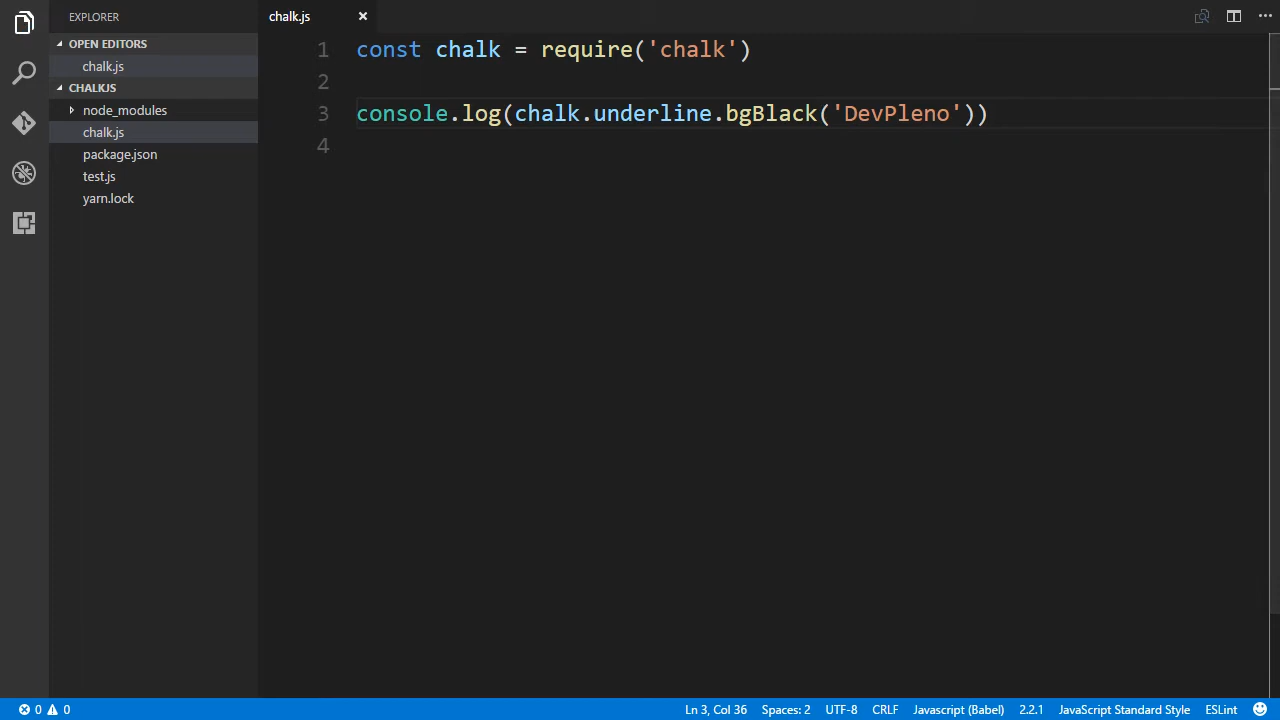 EXPLORER
OPEN EDITORS
chalk.js
CHALKJS
node_modules
chalk.js
package.json
test.js
yarn.lock
chalk.js
1 const chalk = require('chalk')
2
3 console.log(chalk.underline.bgBlack('DevPleno'))
4
0 0 Ln 3, Col 36 Spaces: 2 UTF-8 CRLF Javascript (Babel) 2.2.1 JavaScript Standard Style ESLint